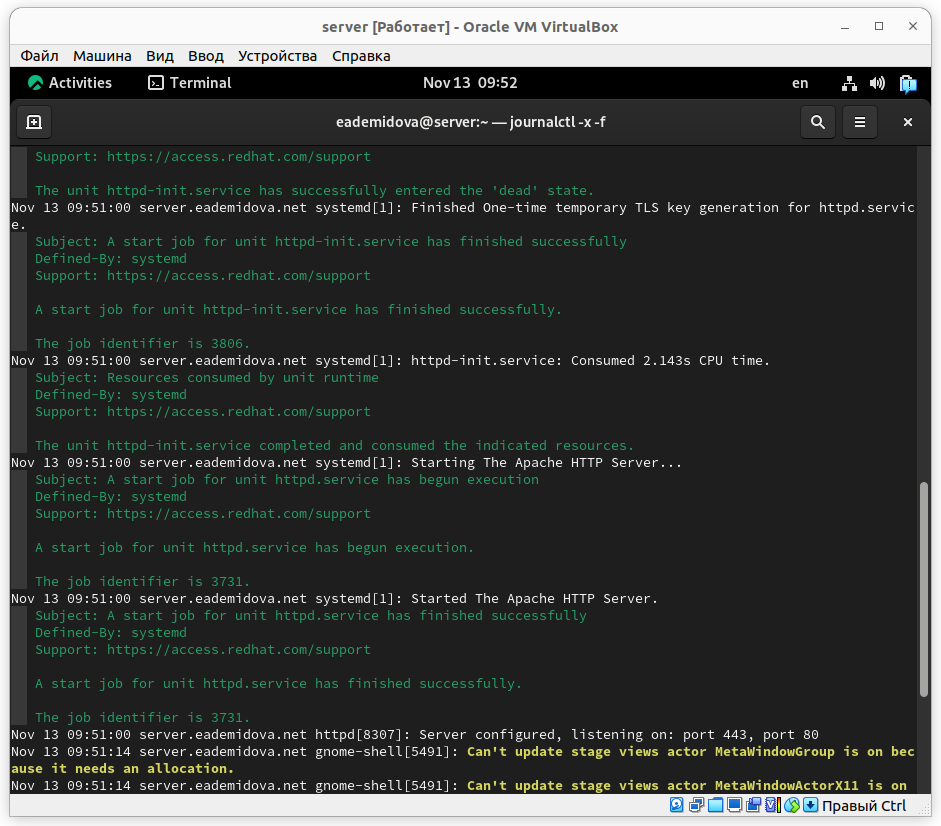 server [Работает] - Oracle VM VirtualBox
Файл Машина Вид Ввод Устройства Справка
Activities Terminal Nov 13 09:52 en
eademidova@server:~ — journalctl -x -f
Support: https://access.redhat.com/support
The unit httpd-init.service has successfully entered the 'dead' state.
Nov 13 09:51:00 server.eademidova.net systemd[1]: Finished One-time temporary TLS key generation for httpd.servic
e.
Subject: A start job for unit httpd-init.service has finished successfully
Defined-By: systemd
Support: https://access.redhat.com/support
A start job for unit httpd-init.service has finished successfully.
The job identifier is 3806.
Nov 13 09:51:00 server.eademidova.net systemd[1]: httpd-init.service: Consumed 2.143s CPU time.
Subject: Resources consumed by unit runtime
Defined-By: systemd
Support: https://access.redhat.com/support
The unit httpd-init.service completed and consumed the indicated resources.
Nov 13 09:51:00 server.eademidova.net systemd[1]: Starting The Apache HTTP Server...
Subject: A start job for unit httpd.service has begun execution
Defined-By: systemd
Support: https://access.redhat.com/support
A start job for unit httpd.service has begun execution.
The job identifier is 3731.
Nov 13 09:51:00 server.eademidova.net systemd[1]: Started The Apache HTTP Server.
Subject: A start job for unit httpd.service has finished successfully
Defined-By: systemd
Support: https://access.redhat.com/support
A start job for unit httpd.service has finished successfully.
The job identifier is 3731.
Nov 13 09:51:00 server.eademidova.net httpd[8307]: Server configured, listening on: port 443, port 80
Nov 13 09:51:14 server.eademidova.net gnome-shell[5491]: Can't update stage views actor MetaWindowGroup is on bec
ause it needs an allocation.
Nov 13 09:51:14 server.eademidova.net gnome-shell[5491]: Can't update stage views actor MetaWindowActorX11 is on
Правый Ctrl